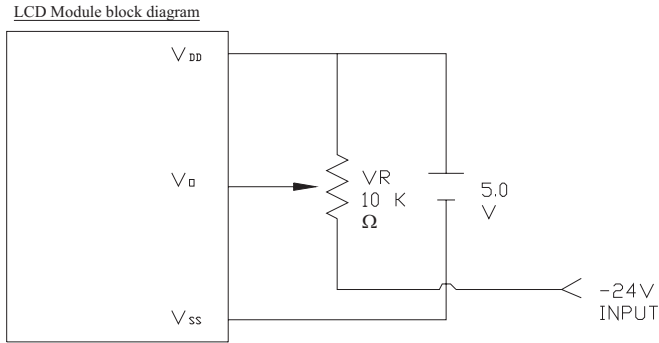 LCD Module block diagram
VDD
VO
VR
10 K
Ω
5.0
V
-24V
INPUT
VSS